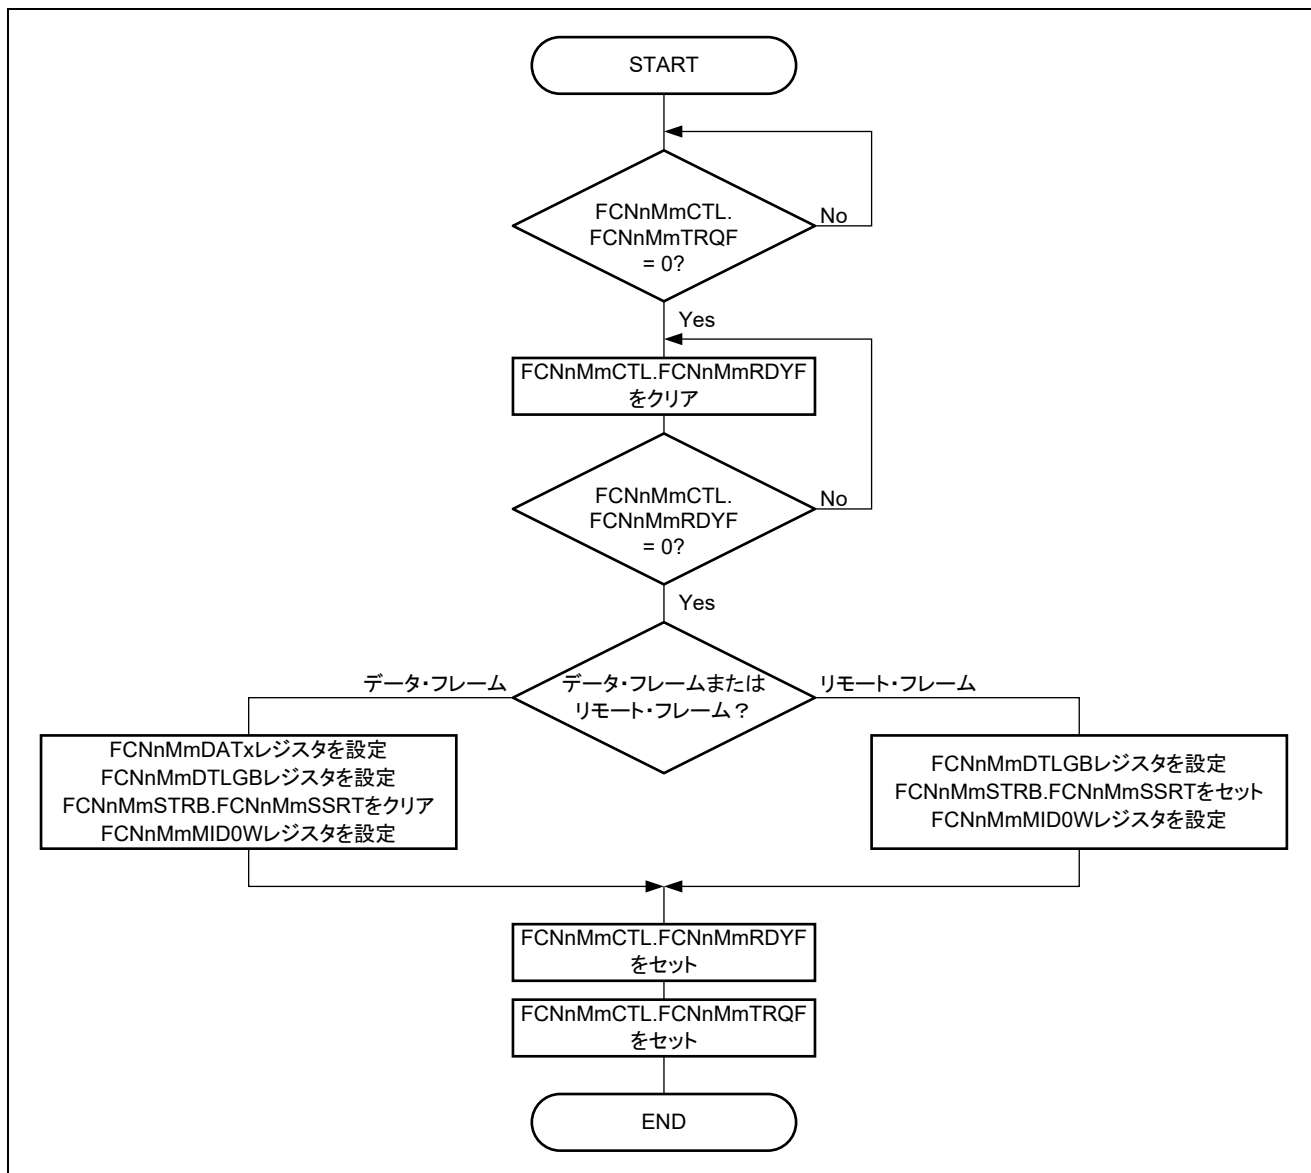 START
FCNnMmCTL.
FCNnMmTRQF
= 0?
No
Yes
FCNnMmCTL.FCNnMmRDYF
をクリア
FCNnMmCTL.
FCNnMmRDYF
= 0?
No
Yes
データ・フレーム
データ・フレームまたは
リモート・フレーム？
リモート・フレーム
FCNnMmDATxレジスタを設定
FCNnMmDTLGBレジスタを設定
FCNnMmSTRB.FCNnMmSSRTをクリア
FCNnMmMID0Wレジスタを設定
FCNnMmDTLGBレジスタを設定
FCNnMmSTRB.FCNnMmSSRTをセット
FCNnMmMID0Wレジスタを設定
FCNnMmCTL.FCNnMmRDYF
をセット
FCNnMmCTL.FCNnMmTRQF
をセット
END